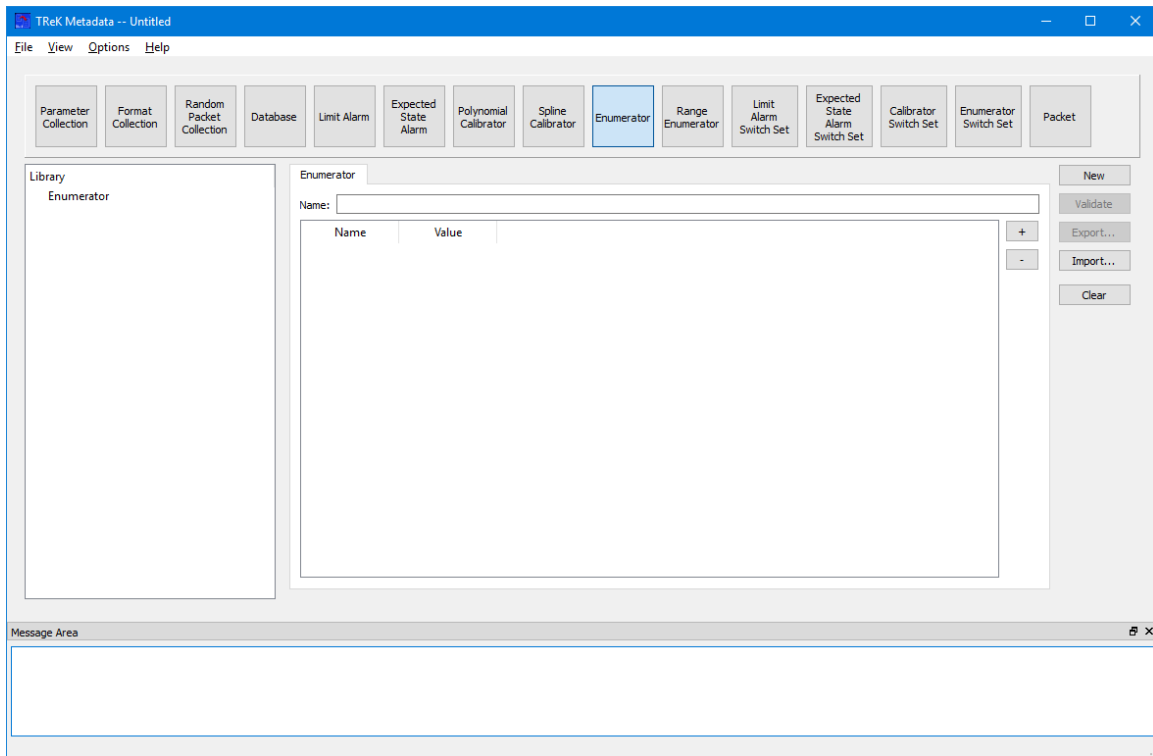 TReK Metadata -- Untitled
File View Options Help
Parameter Collection
Format Collection
Random Packet Collection
Database
Limit Alarm
Expected State Alarm
Polynomial Calibrator
Spline Calibrator
Enumerator
Range Enumerator
Limit Alarm Switch Set
Expected State Alarm Switch Set
Calibrator Switch Set
Enumerator Switch Set
Packet
Library
Enumerator
Enumerator
Name:
Name Value
+
-
New
Validate
Export...
Import...
Clear
Message Area